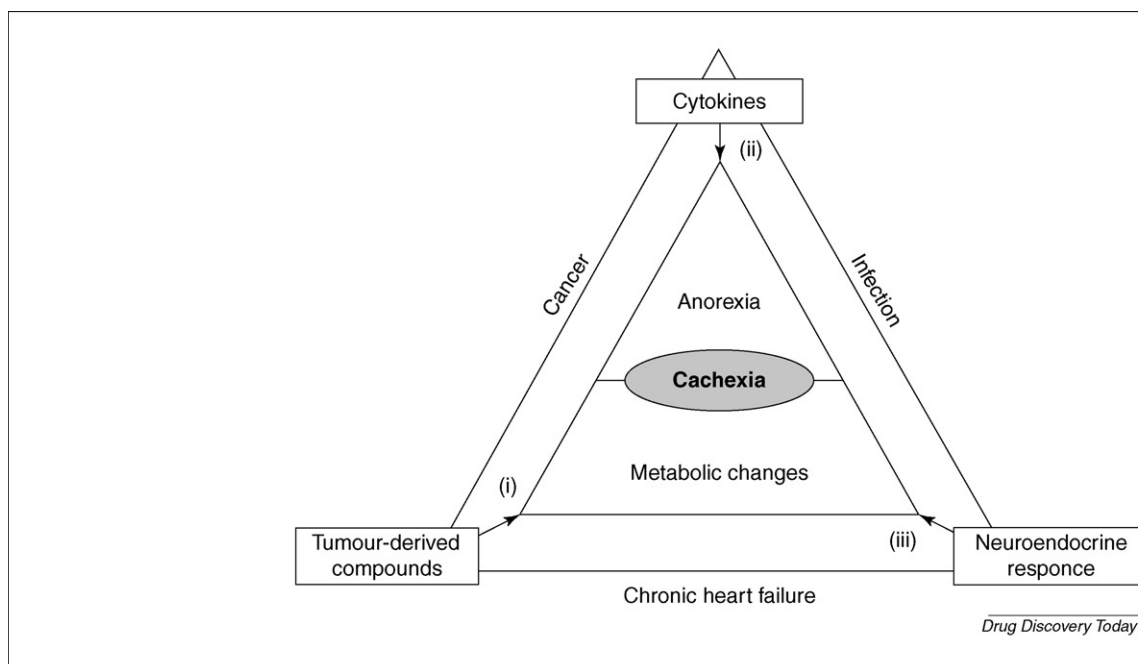 Cytokines
(ii)
Cancer
Infection
Anorexia
Cachexia
Metabolic changes
(i)
(iii)
Tumour-derived
compounds
Neuroendocrine
responce
Chronic heart failure
Drug Discovery Today